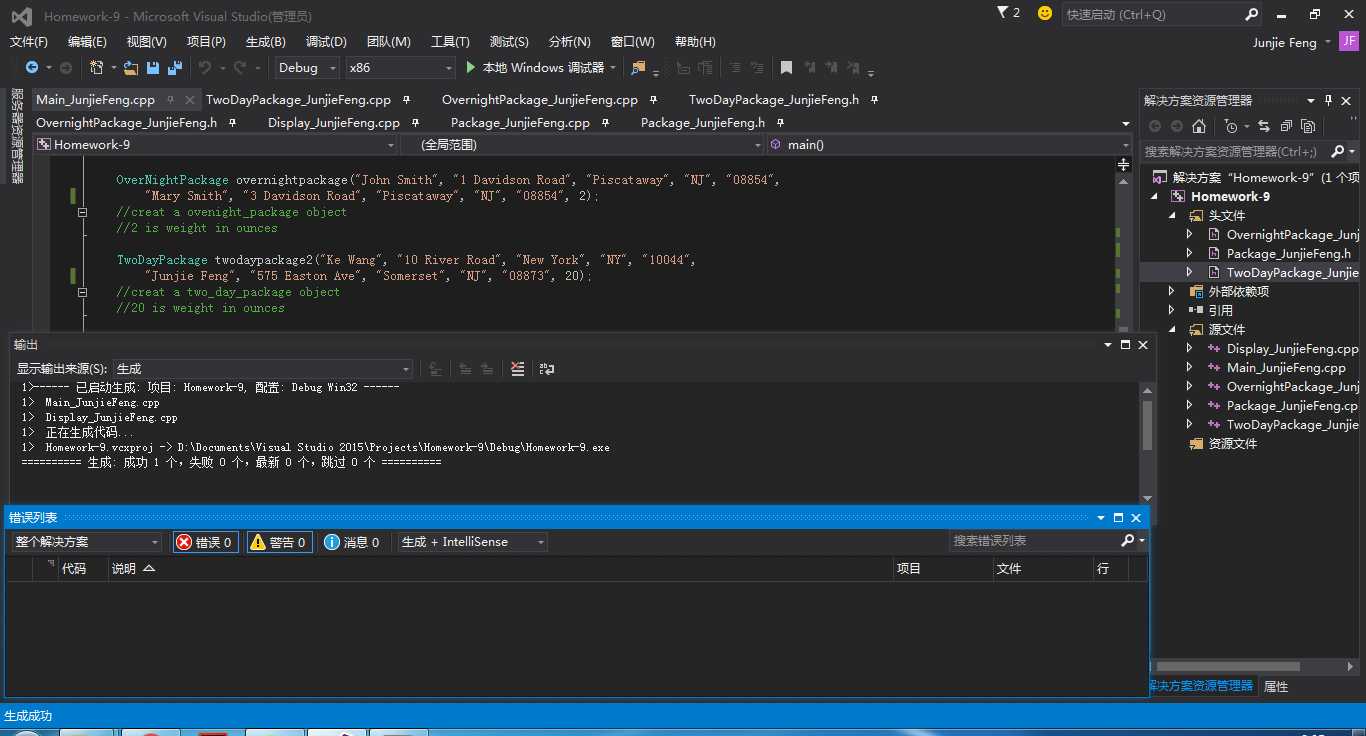 Homework-9 - Microsoft Visual Studio(管理员)
2
快速启动 (Ctrl+Q)
文件(F) 编辑(E) 视图(V) 项目(P) 生成(B) 调试(D) 团队(M) 工具(T) 测试(S) 分析(N) 窗口(W) 帮助(H)
Junjie Feng JF
Debug x86 本地 Windows 调试器
服务器资源管理器
Main_JunjieFeng.cpp TwoDayPackage_JunjieFeng.cpp OvernightPackage_JunjieFeng.cpp TwoDayPackage_JunjieFeng.h
OvernightPackage_JunjieFeng.h Display_JunjieFeng.cpp Package_JunjieFeng.cpp Package_JunjieFeng.h
Homework-9 (全局范围) main()
OverNightPackage overnightpackage("John Smith", "1 Davidson Road", "Piscataway", "NJ", "08854",
"Mary Smith", "3 Davidson Road", "Piscataway", "NJ", "08854", 2);
//creat a ovenight_package object
//2 is weight in ounces
TwoDayPackage twodaypackage2("Ke Wang", "10 River Road", "New York", "NY", "10044",
"Junjie Feng", "575 Easton Ave", "Somerset", "NJ", "08873", 20);
//creat a two_day_package object
//20 is weight in ounces
输出
显示输出来源(S): 生成
1>------ 已启动生成: 项目: Homework-9, 配置: Debug Win32 ------
1> Main_JunjieFeng.cpp
1> Display_JunjieFeng.cpp
1> 正在生成代码...
1> Homework-9.vcxproj -> D:\Documents\Visual Studio 2015\Projects\Homework-9\Debug\Homework-9.exe
========== 生成: 成功 1 个，失败 0 个，最新 0 个，跳过 0 个 ==========
错误列表
整个解决方案 错误 0 警告 0 消息 0 生成 + IntelliSense 搜索错误列表
代码 说明 项目 文件 行
解决方案资源管理器
搜索解决方案资源管理器(Ctrl+;)
解决方案 "Homework-9" (1 个项
Homework-9
头文件
OvernightPackage_Junj
Package_JunjieFeng.h
TwoDayPackage_Junjie
外部依赖项
引用
源文件
Display_JunjieFeng.cpp
Main_JunjieFeng.cpp
OvernightPackage_Junj
Package_JunjieFeng.cp
TwoDayPackage_Junjie
资源文件
解决方案资源管理器 属性
生成成功